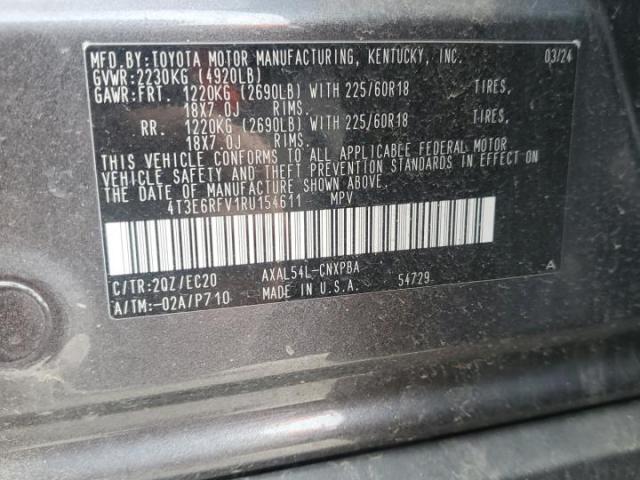 MFD.BY:TOYOTA MOTOR MANUFACTURING, KENTUCKY, INC. 03/24
GVWR:2230KG (4920LB)
GAWR:FRT. 1220KG (2690LB) WITH 225/60R18 TIRES,
18X7.0J RIMS.
RR. 1220KG (2690LB) WITH 225/60R18 TIRES,
18X7.0J RIMS.
THIS VEHICLE CONFORMS TO ALL APPLICABLE FEDERAL MOTOR
VEHICLE SAFETY AND THEFT PREVENTION STANDARDS IN EFFECT ON
THE DATE OF MANUFACTURE SHOWN ABOVE.
4T3E6RFV1RU154611 MPV
C/TR:2QZ/EC20 AXAL54L-CNXPBA A
A/TM:-02A/P710 MADE IN U.S.A. 54729